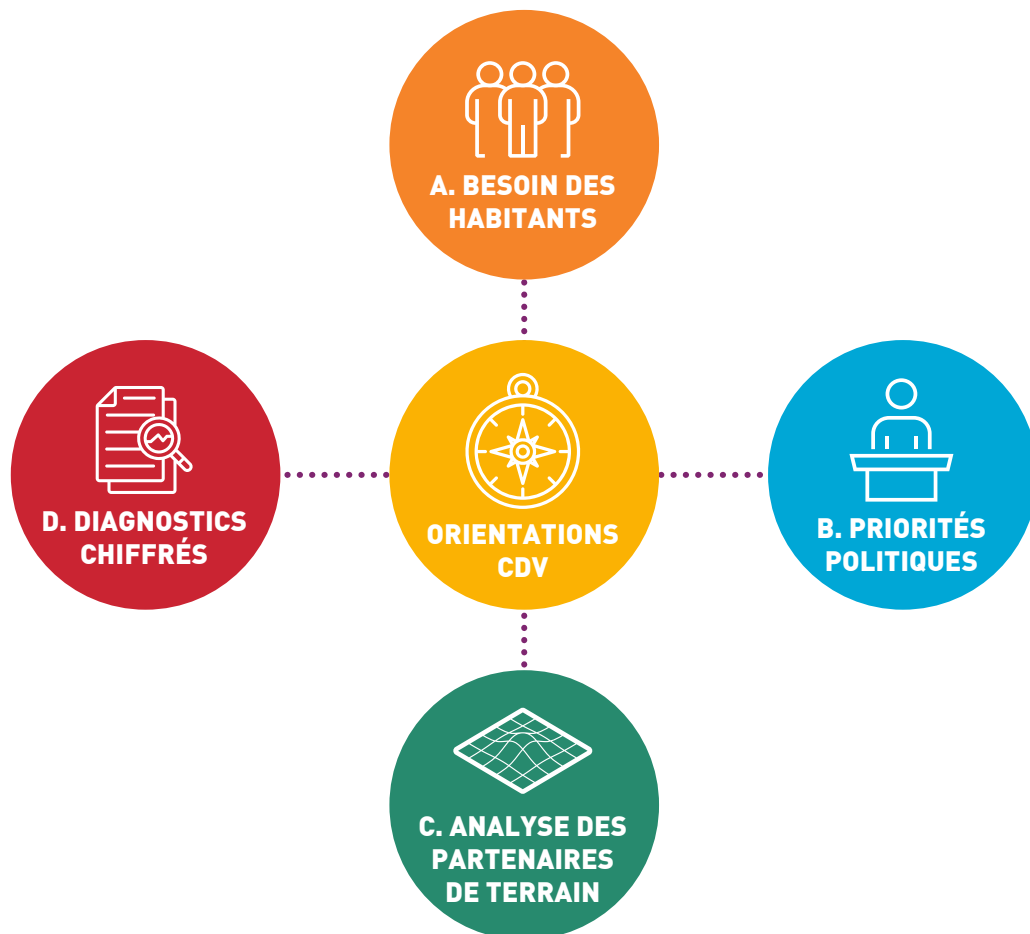 A. BESOIN DES
HABITANTS
D. DIAGNOSTICS
CHIFFRÉS
ORIENTATIONS
CDV
B. PRIORITÉS
POLITIQUES
C. ANALYSE DES
PARTENAIRES
DE TERRAIN